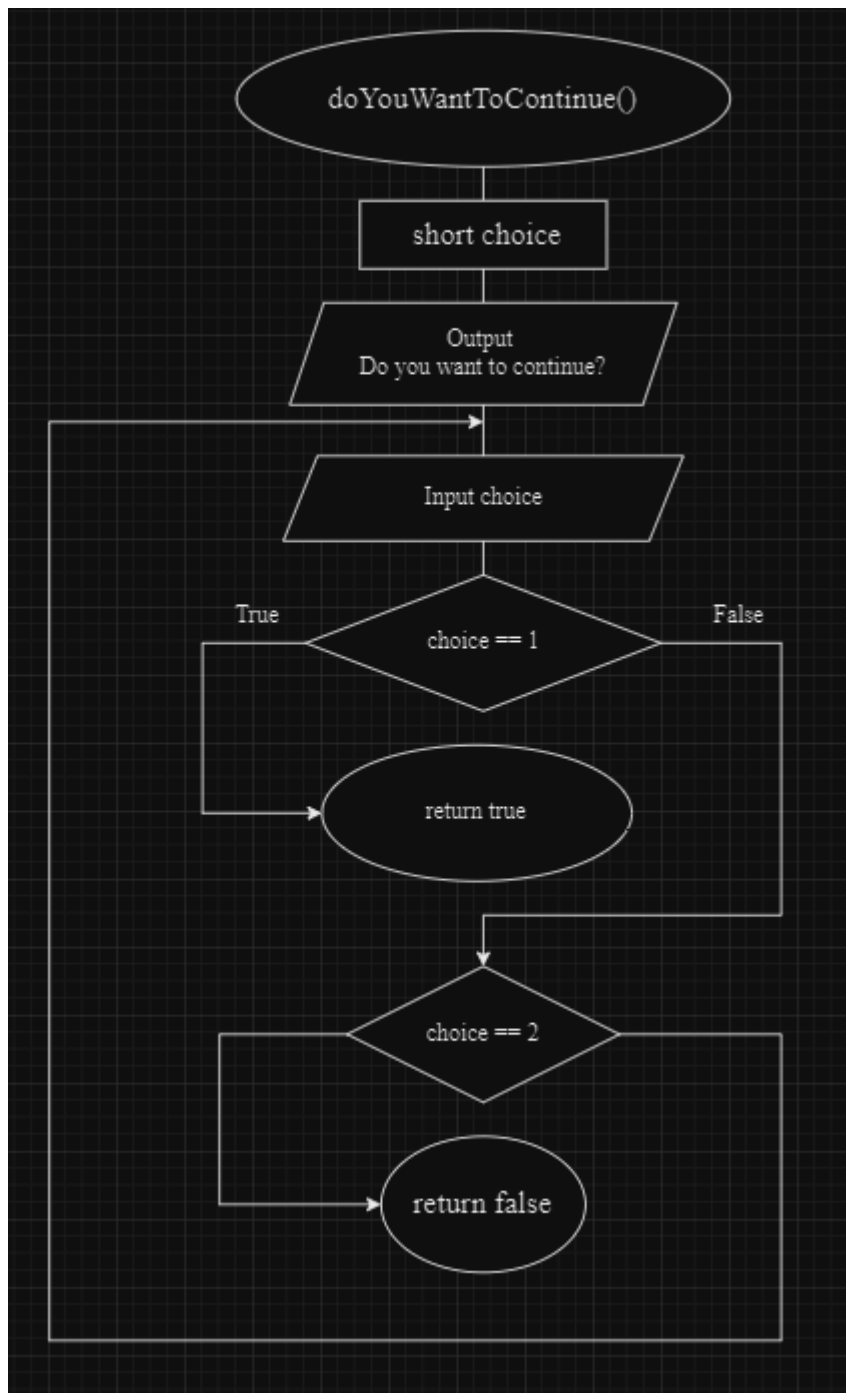 doYouWantToContinue()
short choice
Output
Do you want to continue?
Input choice
True
False
choice == 1
return true
choice == 2
return false